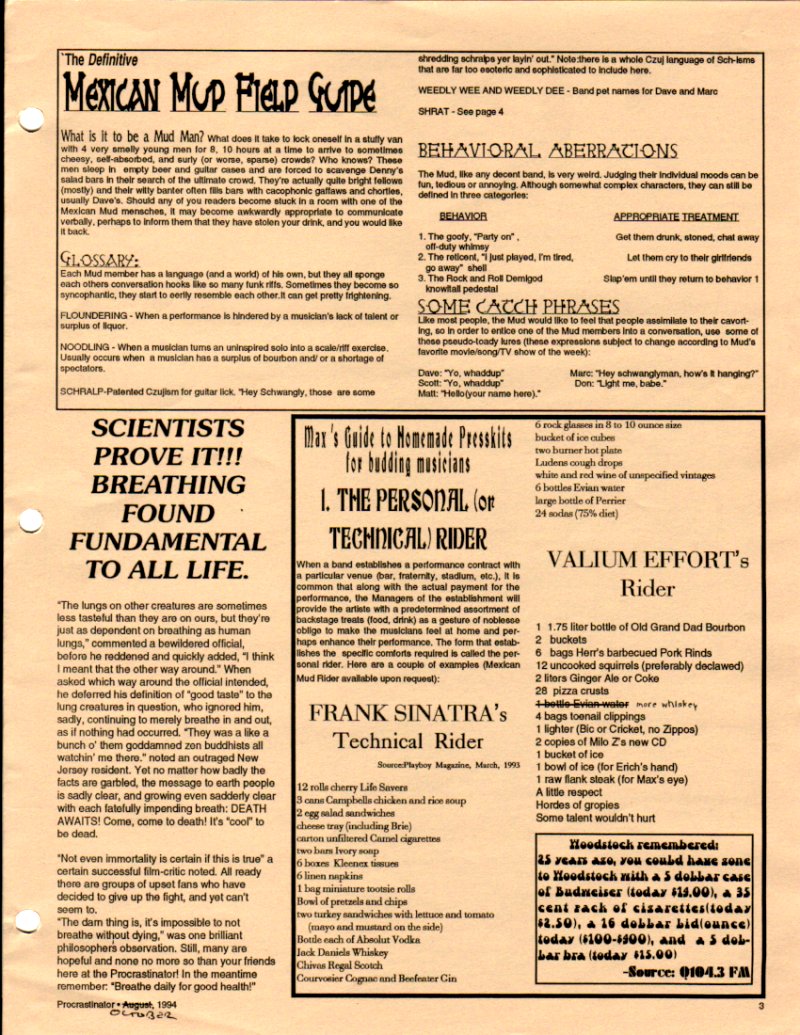 `The Definitive
MEXICAN MUD FIELD GUIDE
What is it to be a Mud Man? What does it take to lock oneself in a stuffy van
with 4 very smelly young men for 8, 10 hours at a time to arrive to sometimes
cheesy, self-absorbed, and surly (or worse, sparse) crowds? Who knows? These
men sleep in empty beer and guitar cases and are forced to scavenge Denny's
salad bars in their search of the ultimate crowd. They're actually quite bright fellows
(mostly) and their witty banter often fills bars with cacophonic gaffaws and chortles,
usually Dave's. Should any of you readers become stuck in a room with one of the
Mexican Mud mensches, it may become awkwardly appropriate to communicate
verbally, perhaps to inform them that they have stolen your drink, and you would like
it back.
GLOSSARY:
Each Mud member has a language (and a world) of his own, but they all sponge
each others conversation hooks like so many funk riffs. Sometimes they become so
syncophantic, they start to eerily resemble each other.It can get pretty frightening.
FLOUNDERING - When a performance is hindered by a musician's lack of talent or
surplus of liquor.
NOODLING - When a musician turns an uninspired solo into a scale/riff exercise.
Usually occurs when a musician has a surplus of bourbon and/ or a shortage of
spectators.
SCHRALP-Patented Czujism for guitar lick. "Hey Schwangly, those are some
shredding schralps yer layin' out." Note:there is a whole Czuj language of Sch-isms
that are far too esoteric and sophisticated to include here.
WEEDLY WEE AND WEEDLY DEE - Band pet names for Dave and Marc
SHRAT - See page 4
BEHAVIORAL ABERRATIONS
The Mud, like any decent band, is very weird. Judging their individual moods can be
fun, tedious or annoying. Although somewhat complex characters, they can still be
defined in three categories:
BEHAVIOR APPROPRIATE TREATMENT
1. The goofy, "Party on" , Get them drunk, stoned, chat away
off-duty whimsy
2. The reticent, "I just played, I'm tired, Let them cry to their girlfriends
go away" shell
3. The Rock and Roll Demigod Slap'em until they return to behavior 1
knowitall pedestal
SOME CATCH PHRASES
Like most people, the Mud would like to feel that people assimilate to their cavort-
ing, so in order to entice one of the Mud members into a conversation, use some of
these pseudo-toady lures (these expressions subject to change according to Mud's
favorite movie/song/TV show of the week):
Dave: "Yo, whaddup" Marc: "Hey schwanglyman, how's it hanging?"
Scott: "Yo, whaddup" Don: "Light me, babe."
Matt: "Hello(your name here)."
SCIENTISTS
PROVE IT!!!
BREATHING
FOUND
FUNDAMENTAL
TO ALL LIFE.
"The lungs on other creatures are sometimes
less tasteful than they are on ours, but they're
just as dependent on breathing as human
lungs," commented a bewildered official,
before he reddened and quickly added, "I think
I meant that the other way around." When
asked which way around the official intended,
he deferred his definition of "good taste" to the
lung creatures in question, who ignored him,
sadly, continuing to merely breathe in and out,
as if nothing had occurred. "They was a like a
bunch o' them goddamned zen buddhists all
watchin' me there." noted an outraged New
Jersey resident. Yet no matter how badly the
facts are garbled, the message to earth people
is sadly clear, and growing even sadderly clear
with each fatefully impending breath: DEATH
AWAITS! Come, come to death! It's "cool" to
be dead.
"Not even immortality is certain if this is true" a
certain successful film-critic noted. All ready
there are groups of upset fans who have
decided to give up the fight, and yet can't
seem to.
"The darn thing is, it's impossible to not
breathe without dying," was one brilliant
philosophers observation. Still, many are
hopeful and none no more so than your friends
here at the Procrastinator! In the meantime
remember: "Breathe daily for good health!"
Max's Guide to Homemade Presskits
for budding musicians
1. THE PERSONAL (or
TECHNICAL) RIDER
When a band establishes a performance contract with
a particular venue (bar, fraternity, stadium, etc.), it is
common that along with the actual payment for the
performance, the Managers of the establishment will
provide the artists with a predetermined assortment of
backstage treats (food, drink) as a gesture of noblesse
obligo to make the musicians feel at home and per-
haps enhance their performance. The form that estab-
lishes the specific comforts required is called the per-
sonal rider. Here are a couple of examples (Mexican
Mud Rider available upon request):
FRANK SINATRA's
Technical Rider
Source:Playboy Magazine, March, 1993
12 rolls cherry Life Savers
3 cans Campbells chicken and rice soup
2 egg salad sandwiches
cheese tray (including Brie)
carton unfiltered Camel cigarettes
two bars Ivory soap
6 boxes Kleenex tissues
6 linen napkins
1 bag miniature tootsie rolls
Bowl of pretzels and chips
two turkey sandwiches with lettuce and tomato
(mayo and mustard on the side)
Bottle each of Absolut Vodka
Jack Daniels Whiskey
Chivas Regal Scotch
Courvosier Cognac and Beefeater Gin
6 rock glasses in 8 to 10 ounce size
bucket of ice cubes
two burner hot plate
Ludens cough drops
white and red wine of unspecified vintages
6 bottles Evian water
large bottle of Perrier
24 sodas (75% diet)
VALIUM EFFORT's
Rider
1 1.75 liter bottle of Old Grand Dad Bourbon
2 buckets
6 bags Herr's barbecued Pork Rinds
12 uncooked squirrels (preferably declawed)
2 liters Ginger Ale or Coke
28 pizza crusts
1 bottle Evian water more whiskey
4 bags toenail clippings
1 lighter (Bic or Cricket, no Zippos)
2 copies of Milo Z's new CD
1 bucket of ice
1 bowl of ice (for Erich's hand)
1 raw flank steak (for Max's eye)
A little respect
Hordes of gropies
Some talent wouldn't hurt
Woodstock remembered:
25 years ago, you could have gone
to Woodstock with a 5 dollar case
of Budweiser (today $19.00), a 35
cent pack of cigarettes(today
$2.50), a 16 dollar lid(ounce)
today ($100-$900), and a 5 dol-
lar bra (today $15.00)
-Source: Q104.3 FM
Procrastinator • August, 1994
OCTOBER
3